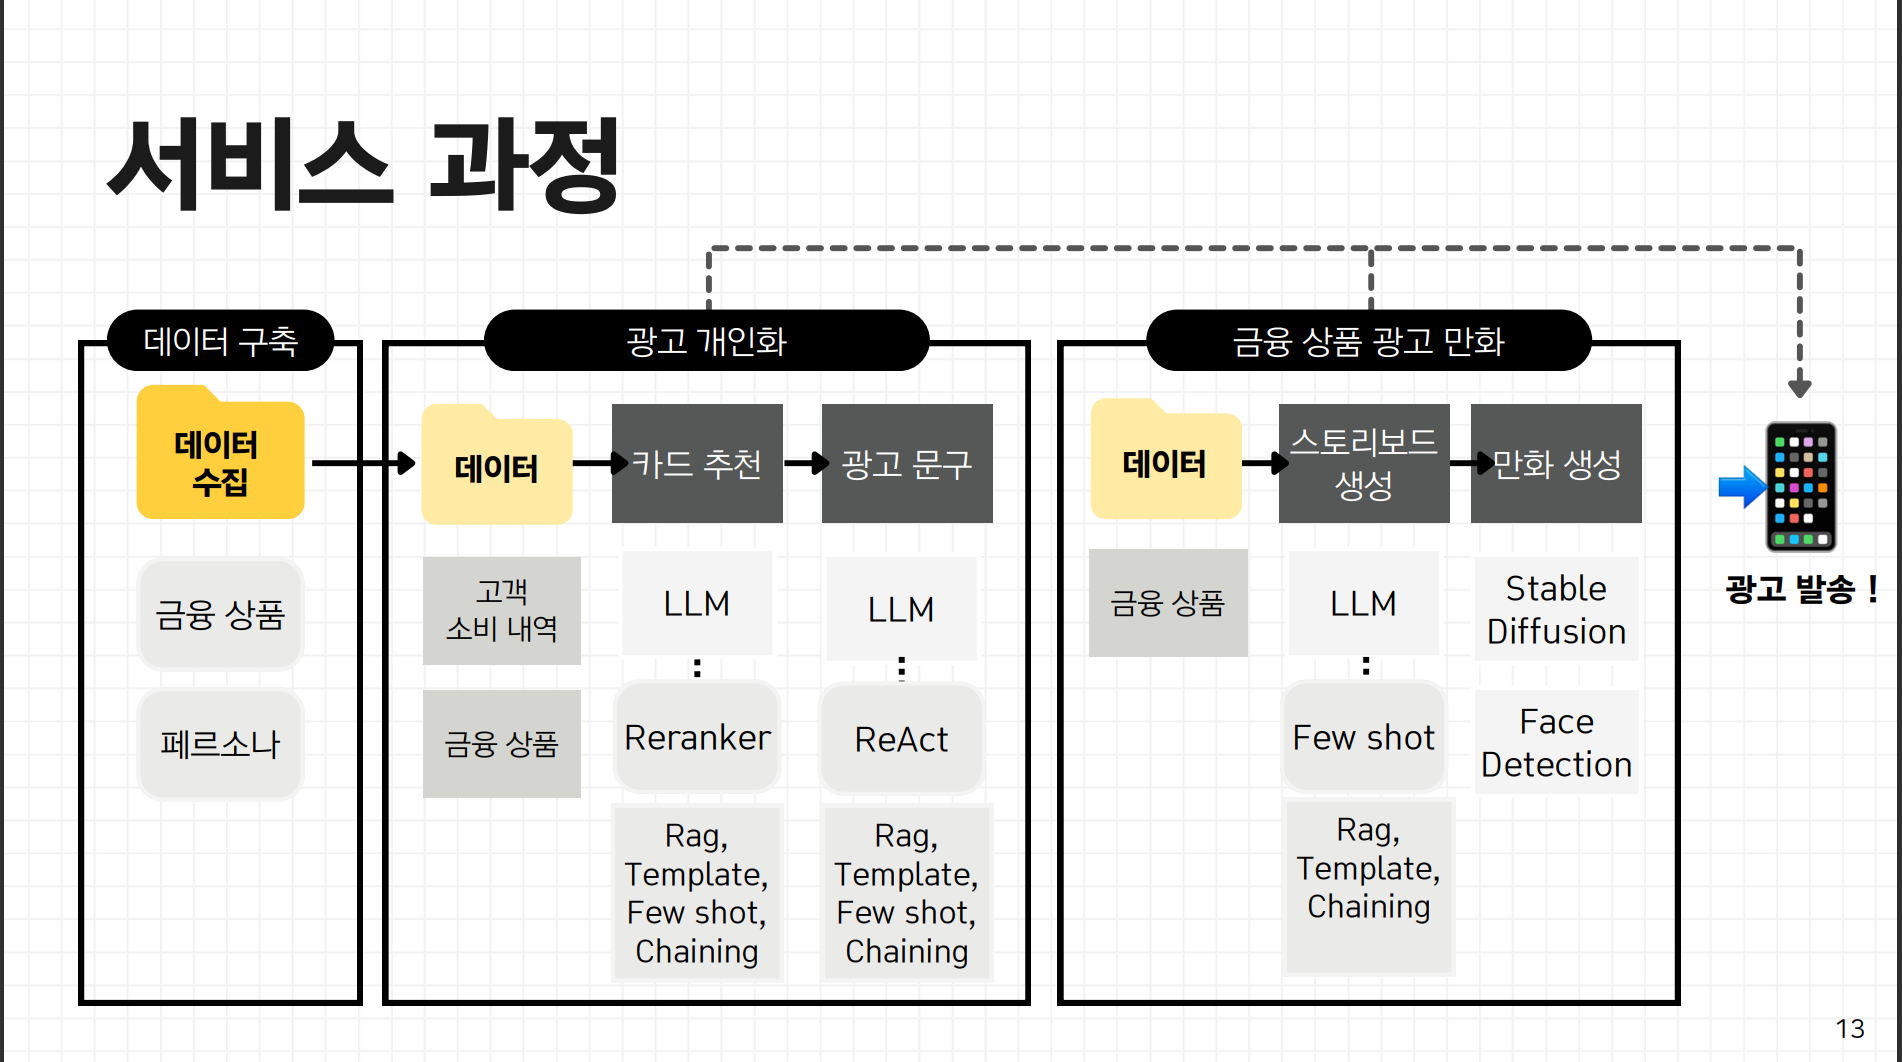 서비스 과정
데이터 구축
데이터
수집
금융 상품
페르소나
광고 개인화
데이터
카드 추천
광고 문구
고객
소비 내역
금융 상품
LLM
Reranker
Rag,
Template,
Few shot,
Chaining
LLM
ReAct
Rag,
Template,
Few shot,
Chaining
금융 상품 광고 만화
데이터
스토리보드
생성
만화 생성
금융 상품
LLM
Few shot
Rag,
Template,
Chaining
Stable
Diffusion
Face
Detection
광고 발송 !
13